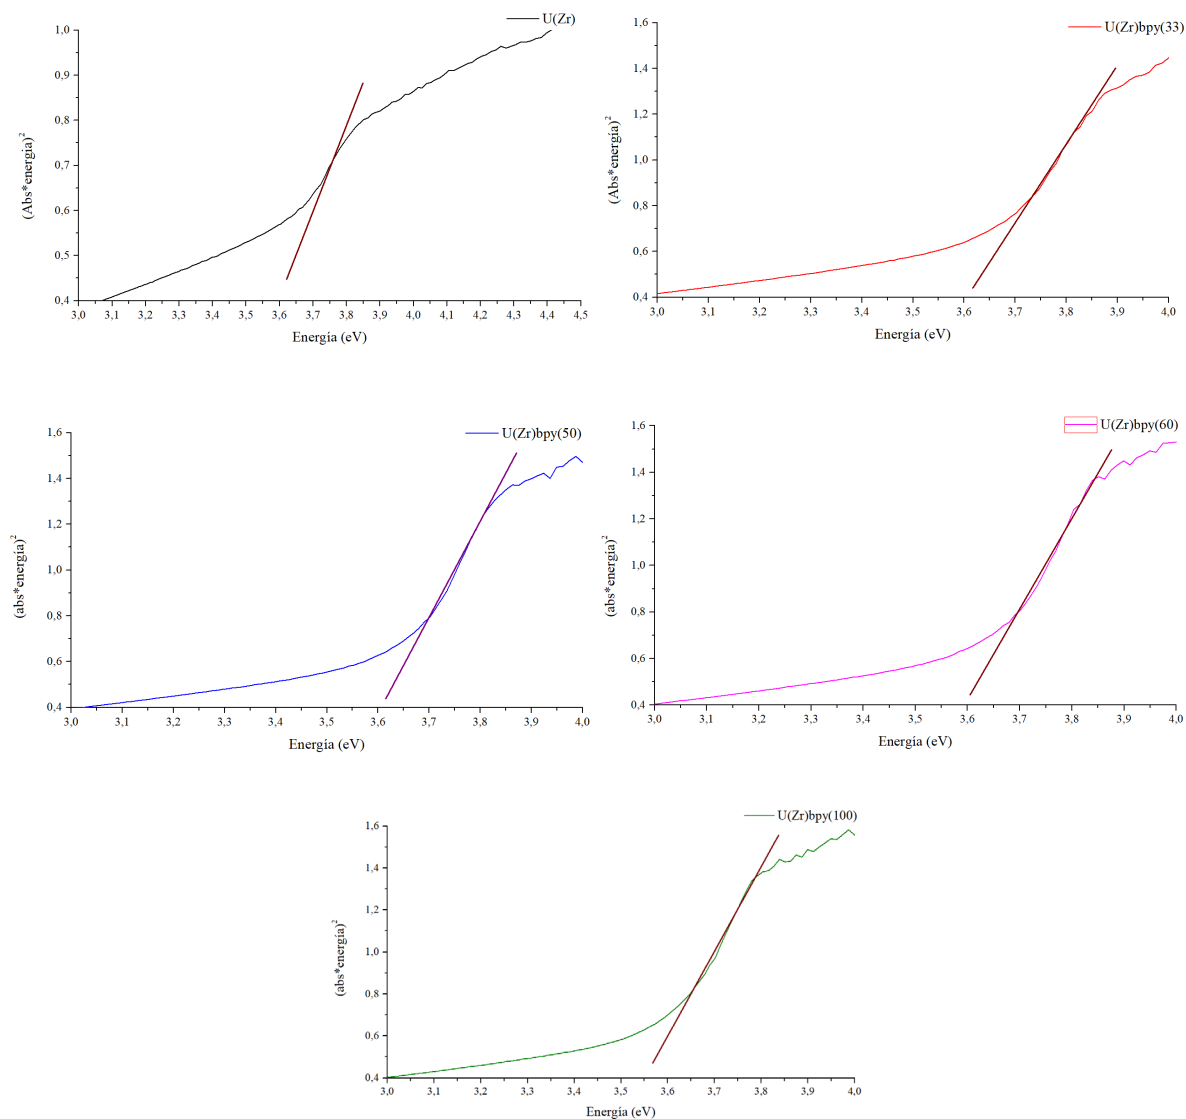 U(Zr)
1,0
0,9
0,8
0,7
0,6
0,5
0,4
(Abs*energía)²
3,0 3,1 3,2 3,3 3,4 3,5 3,6 3,7 3,8 3,9 4,0 4,1 4,2 4,3 4,4 4,5
Energía (eV)
U(Zr)bpy(33)
1,6
1,4
1,2
1,0
0,8
0,6
0,4
(Abs*energía)²
3,0 3,1 3,2 3,3 3,4 3,5 3,6 3,7 3,8 3,9 4,0
Energía (eV)
U(Zr)bpy(50)
1,6
1,4
1,2
1,0
0,8
0,6
0,4
(abs*energía)²
3,0 3,1 3,2 3,3 3,4 3,5 3,6 3,7 3,8 3,9 4,0
Energía (eV)
U(Zr)bpy(60)
1,6
1,4
1,2
1,0
0,8
0,6
0,4
(abs*energía)²
3,0 3,1 3,2 3,3 3,4 3,5 3,6 3,7 3,8 3,9 4,0
Energía (eV)
U(Zr)bpy(100)
1,6
1,4
1,2
1,0
0,8
0,6
0,4
(abs*energía)²
3,0 3,1 3,2 3,3 3,4 3,5 3,6 3,7 3,8 3,9 4,0
Energía (eV)